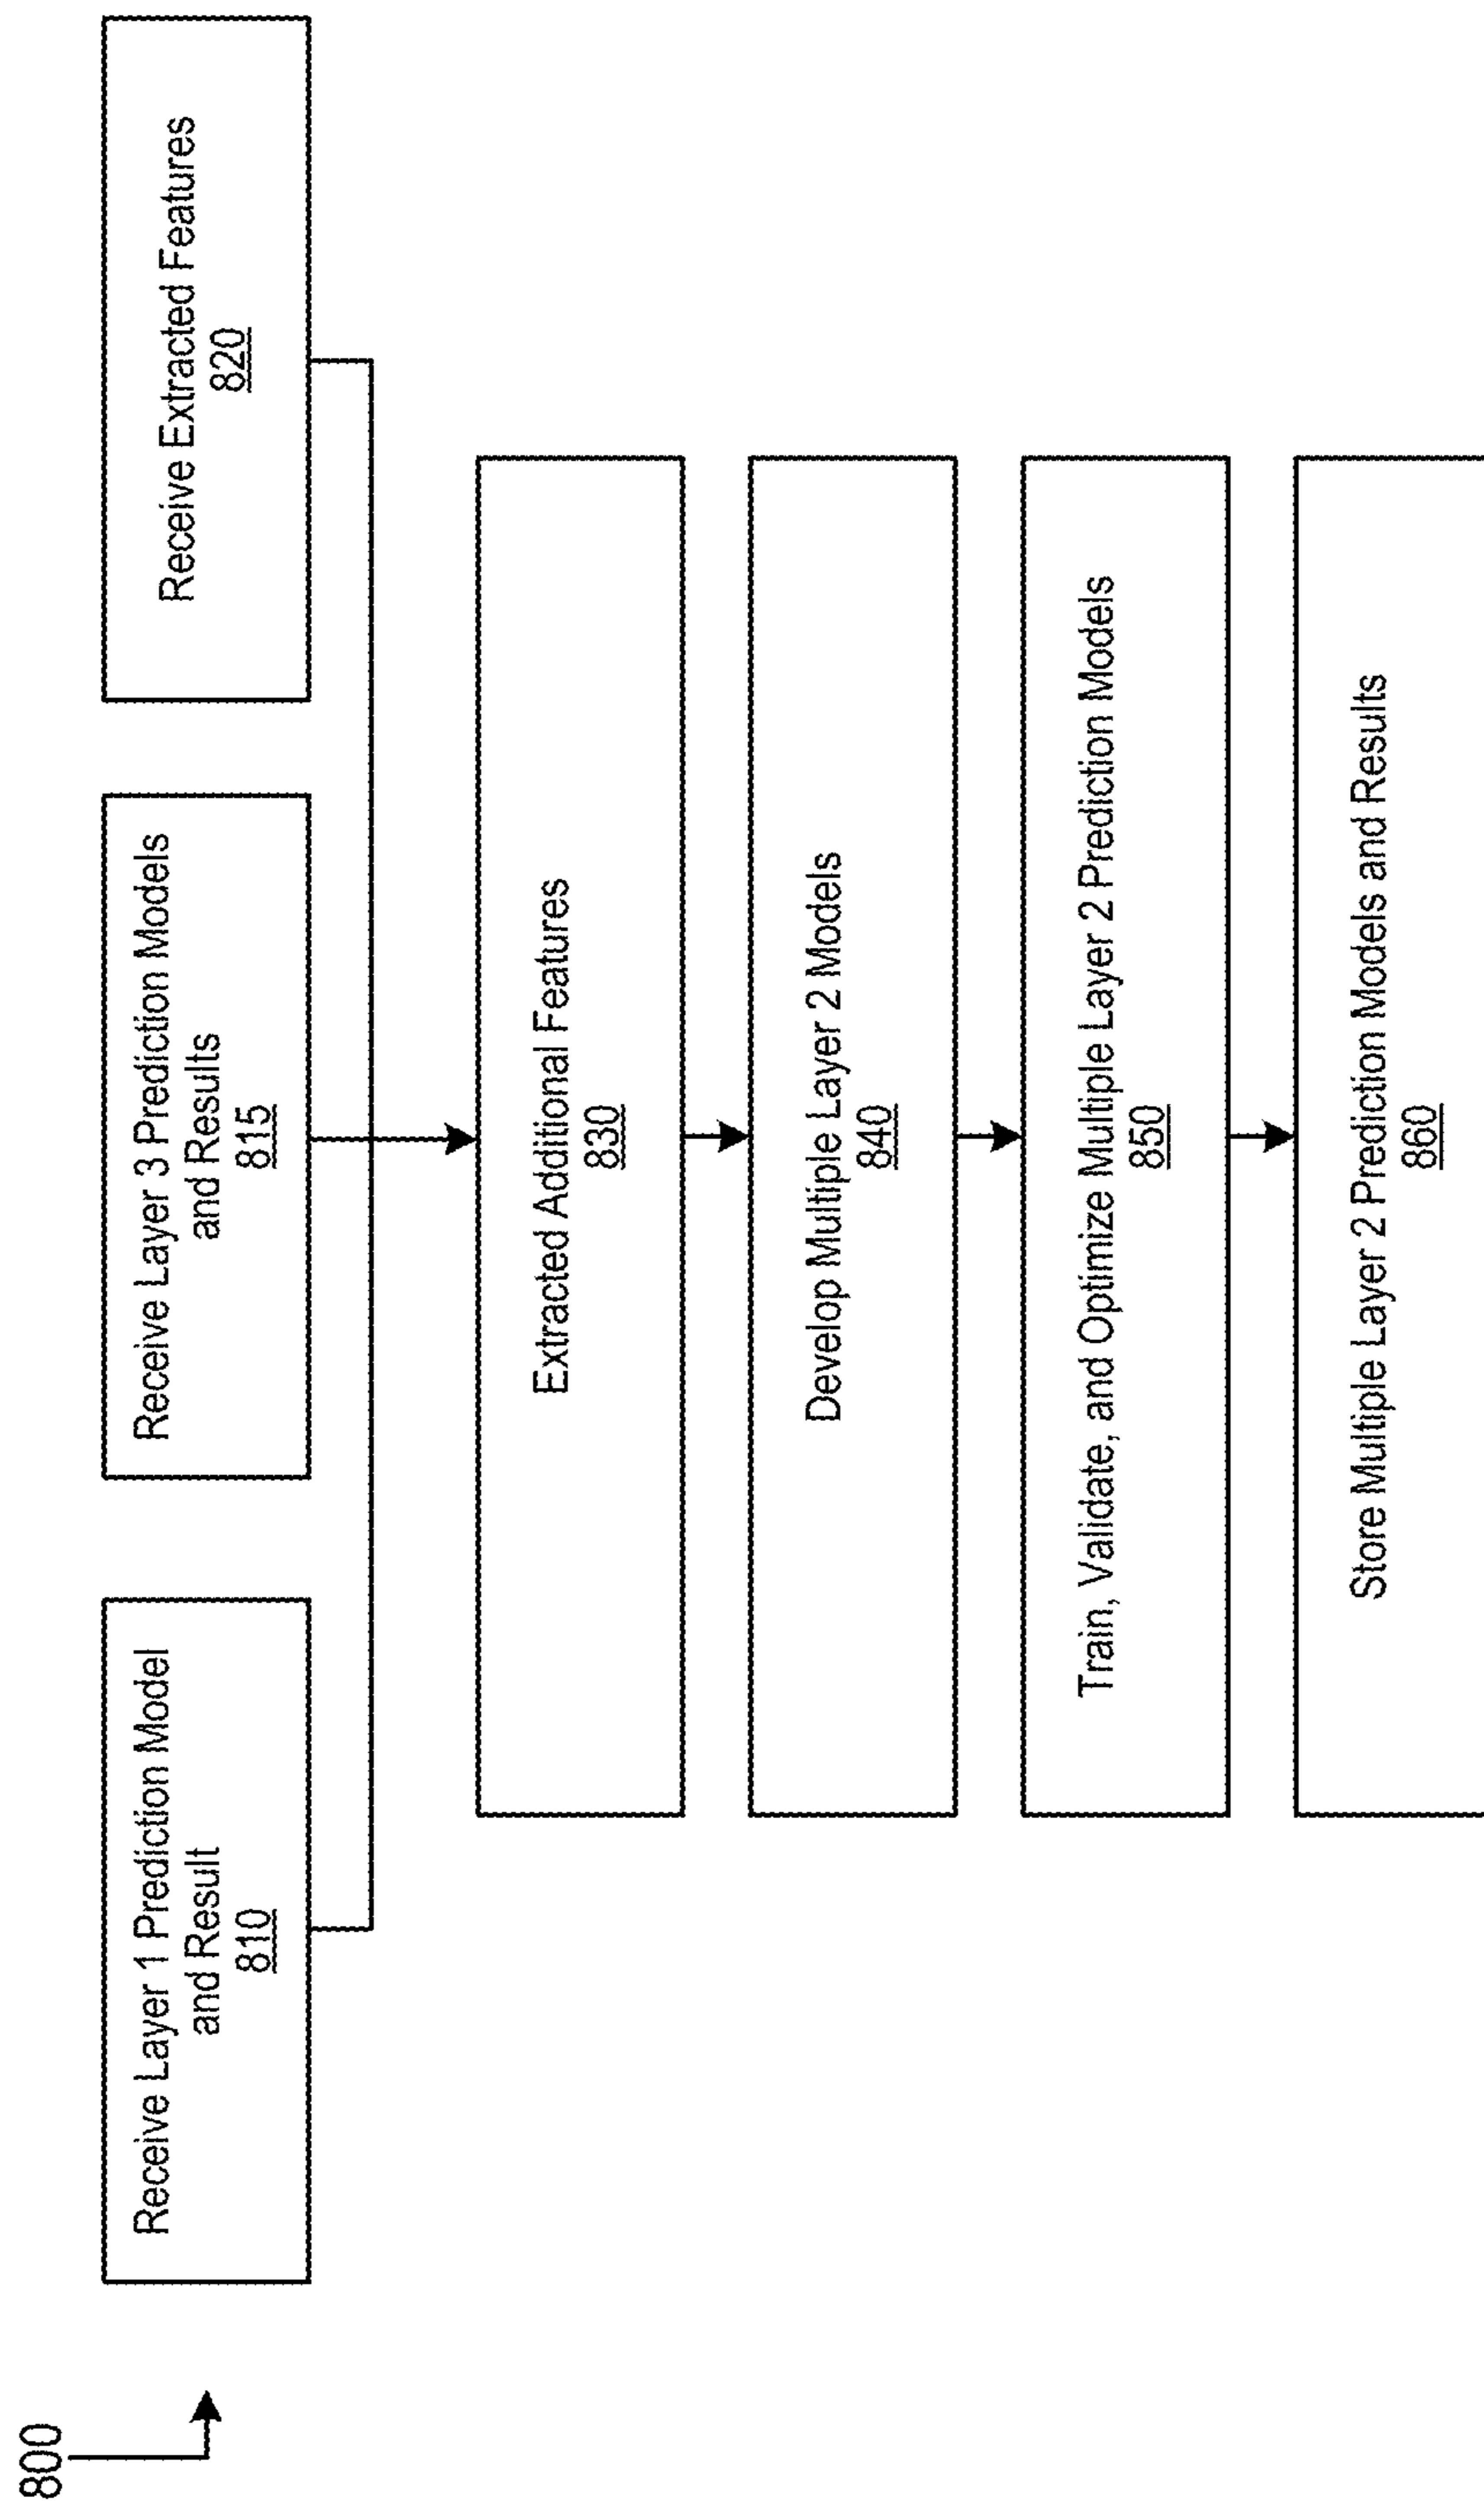 800
Receive Layer 1 Prediction Model
and Result
810
Receive Layer 3 Prediction Models
and Results
815
Receive Extracted Features
820
Extracted Additional Features
830
Develop Multiple Layer 2 Models
840
Train, Validate, and Optimize Multiple Layer 2 Prediction Models
850
Store Multiple Layer 2 Prediction Models and Results
860